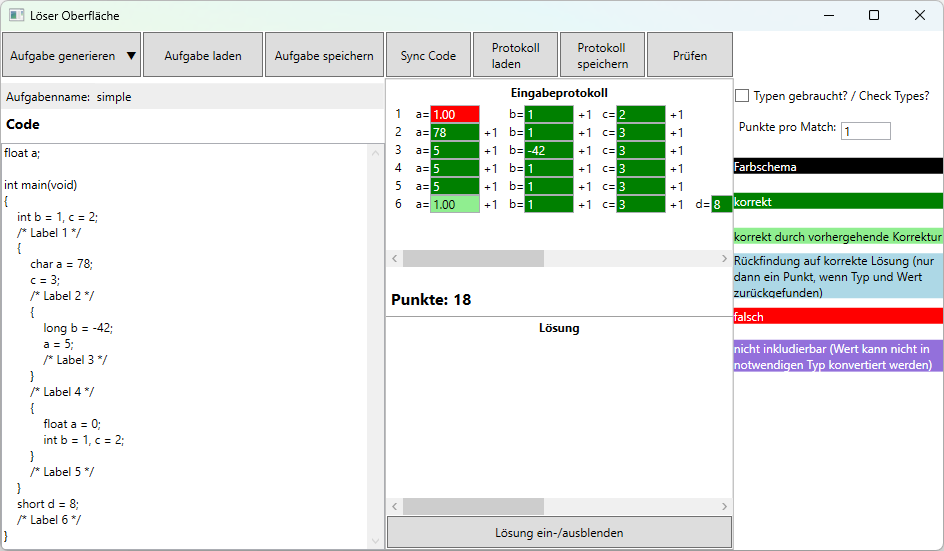 Löser Oberfläche
Aufgabe generieren ▼ Aufgabe laden Aufgabe speichern Sync Code Protokoll laden Protokoll speichern Prüfen
Aufgabenname: simple
Code
float a;
int main(void)
{
int b = 1, c = 2;
/* Label 1 */
{
char a = 78;
c = 3;
/* Label 2 */
{
long b = -42;
a = 5;
/* Label 3 */
}
/* Label 4 */
{
float a = 0;
int b = 1, c = 2;
}
/* Label 5 */
}
short d = 8;
/* Label 6 */
}
Eingabeprotokoll
1 a= 1.00 b= 1 +1 c= 2 +1
2 a= 78 +1 b= 1 +1 c= 3 +1
3 a= 5 +1 b= -42 +1 c= 3 +1
4 a= 5 +1 b= 1 +1 c= 3 +1
5 a= 5 +1 b= 1 +1 c= 3 +1
6 a= 1.00 b= 1 +1 c= 3 +1 d= 8
Punkte: 18
Lösung
Lösung ein-/ausblenden
Typen gebraucht? / Check Types?
Punkte pro Match: 1
Farbschema
korrekt
korrekt durch vorhergehende Korrektur
Rückfindung auf korrekte Lösung (nur
dann ein Punkt, wenn Typ und Wert
zurückgefunden)
falsch
nicht inkludierbar (Wert kann nicht in
notwendigen Typ konvertiert werden)